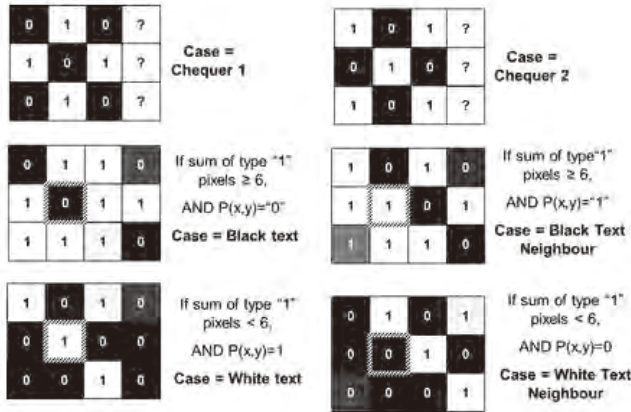 0 1 0 ?
1 0 1 ?
0 1 0 ?
Case =
Chequer 1
1 0 1 ?
0 1 0 ?
1 0 1 ?
Case =
Chequer 2
0 1 1 0
1 0 1 1
1 1 1 0
If sum of type “1”
pixels ≥ 6,
AND P(x,y)=“0”
Case = Black text
1 0 1 0
1 1 0 1
1 1 1 0
If sum of type“1”
pixels ≥ 6,
AND P(x,y)=“1”
Case = Black Text
Neighbour
1 0 1 0
0 1 0 0
0 0 1 0
If sum of type “1”
pixels < 6,
AND P(x,y)=1
Case = White text
0 1 0 1
0 0 1 0
0 0 0 1
If sum of type “1”
pixels < 6,
AND P(x,y)=0
Case = White Text
Neighbour